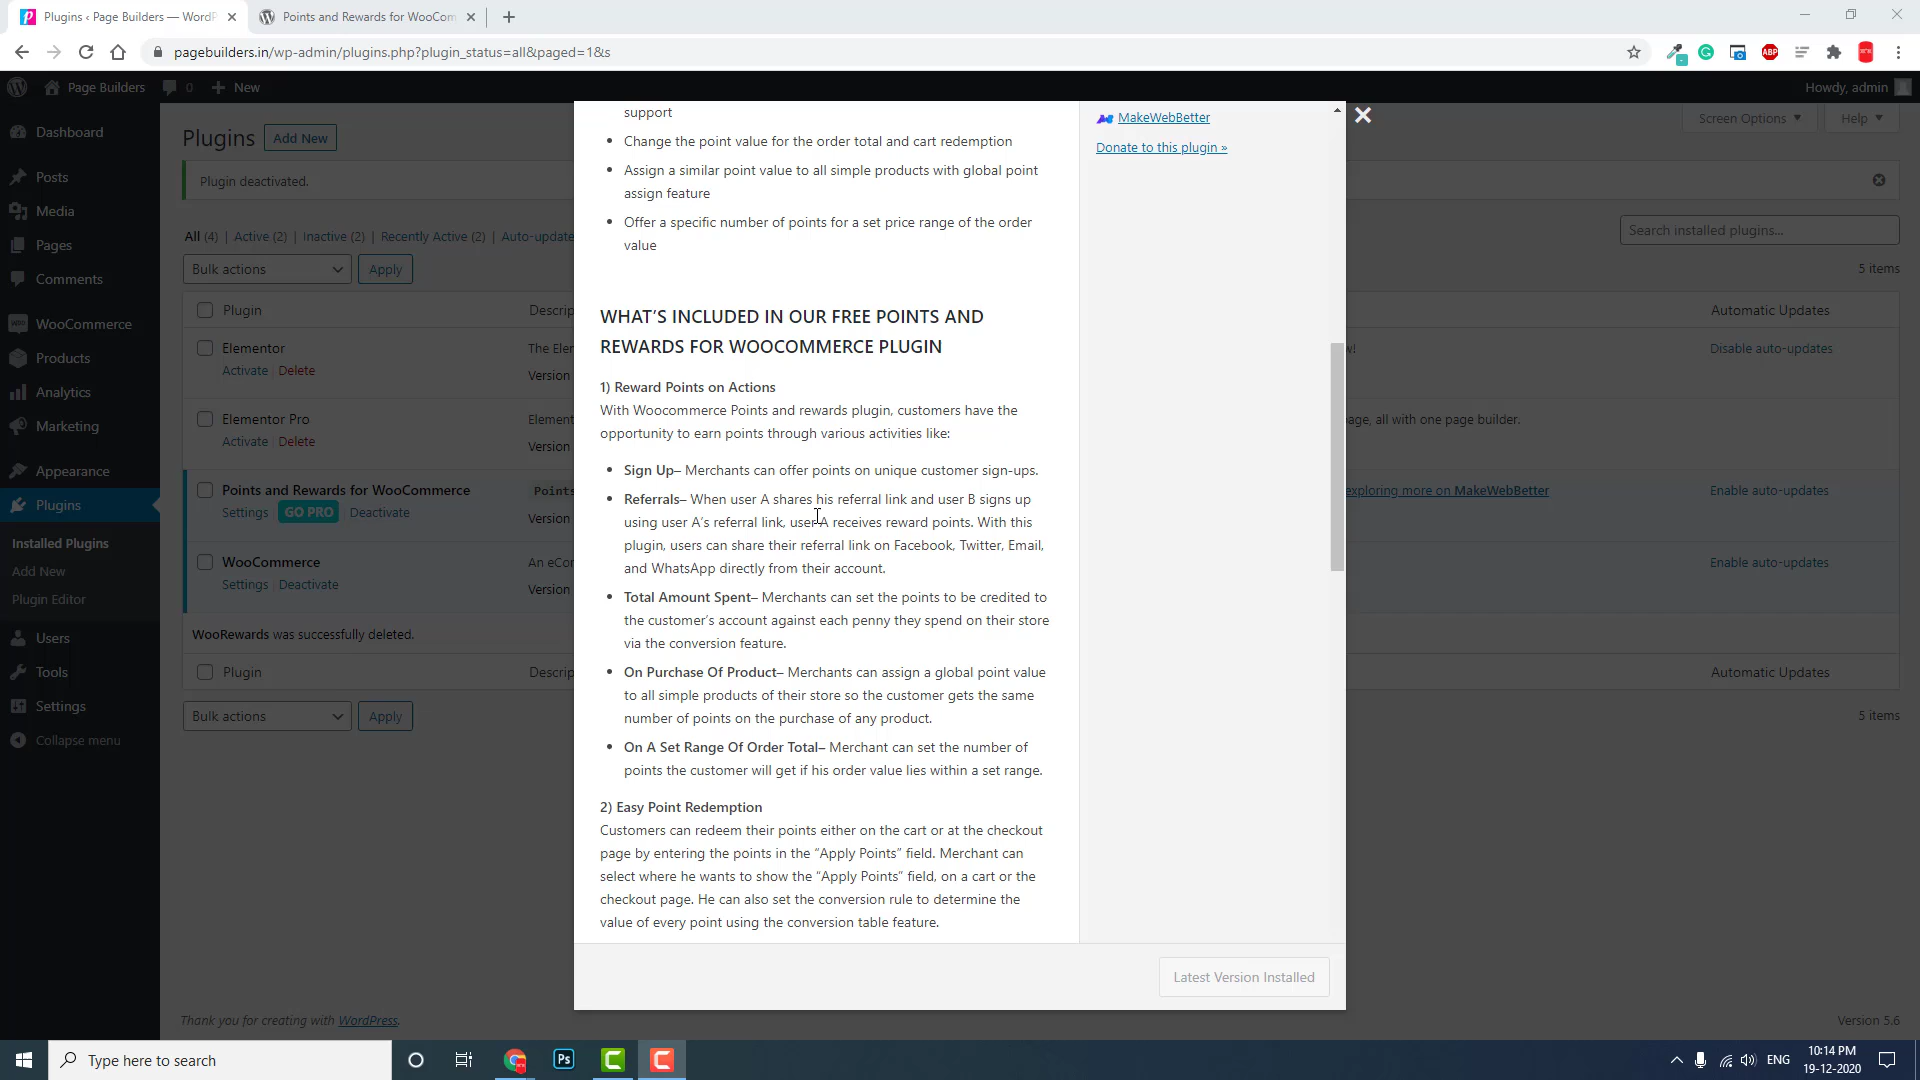 Plugins ‹ Page Builders — WordP
Points and Rewards for WooCom
pagebuilders.in/wp-admin/plugins.php?plugin_status=all&paged=1&s
ABP
Page Builders
0
New
Howdy, admin
Dashboard
Posts
Media
Pages
Comments
WooCommerce
Products
Analytics
Marketing
Appearance
Plugins
Installed Plugins
Add New
Plugin Editor
Users
Tools
Settings
Collapse menu
Plugins
Add New
Screen Options
Help
Plugin deactivated.
All (4) | Active (2) | Inactive (2) | Recently Active (2) | Auto-update
Search installed plugins...
Bulk actions
Apply
5 items
Plugin
Descrip
Automatic Updates
Elementor
The Elem
Activate | Delete
Version
w!
Disable auto-updates
Elementor Pro
Element
Activate | Delete
Version
page, all with one page builder.
Points and Rewards for WooCommerce
Points
Settings
GO PRO
Deactivate
Version
exploring more on MakeWebBetter
Enable auto-updates
WooCommerce
An eCom
Settings | Deactivate
Version
Enable auto-updates
WooRewards was successfully deleted.
Plugin
Descrip
Automatic Updates
Bulk actions
Apply
5 items
Thank you for creating with WordPress.
Version 5.6
support
Change the point value for the order total and cart redemption
Assign a similar point value to all simple products with global point
assign feature
Offer a specific number of points for a set price range of the order
value
WHAT’S INCLUDED IN OUR FREE POINTS AND
REWARDS FOR WOOCOMMERCE PLUGIN
1) Reward Points on Actions
With Woocommerce Points and rewards plugin, customers have the
opportunity to earn points through various activities like:
Sign Up– Merchants can offer points on unique customer sign-ups.
Referrals– When user A shares his referral link and user B signs up
using user A’s referral link, user A receives reward points. With this
plugin, users can share their referral link on Facebook, Twitter, Email,
and WhatsApp directly from their account.
Total Amount Spent– Merchants can set the points to be credited to
the customer’s account against each penny they spend on their store
via the conversion feature.
On Purchase Of Product– Merchants can assign a global point value
to all simple products of their store so the customer gets the same
number of points on the purchase of any product.
On A Set Range Of Order Total– Merchant can set the number of
points the customer will get if his order value lies within a set range.
2) Easy Point Redemption
Customers can redeem their points either on the cart or at the checkout
page by entering the points in the “Apply Points” field. Merchant can
select where he wants to show the “Apply Points” field, on a cart or the
checkout page. He can also set the conversion rule to determine the
value of every point using the conversion table feature.
MakeWebBetter
Donate to this plugin »
Latest Version Installed
Type here to search
Ps
ENG
10:14 PM
19-12-2020